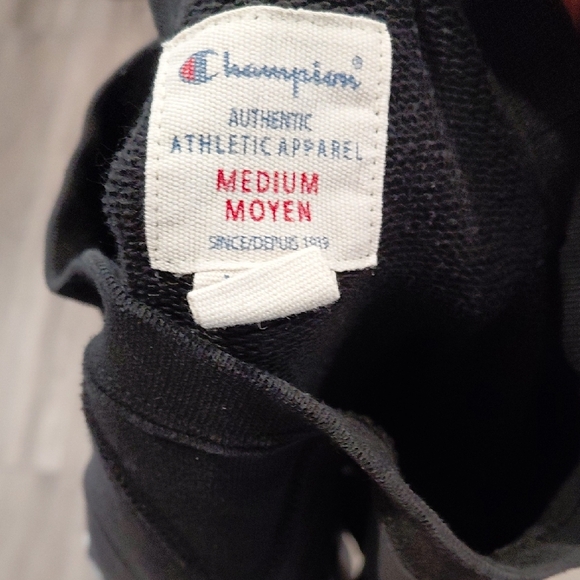 Champion®
AUTHENTIC
ATHLETIC APPAREL
MEDIUM
MOYEN
SINCE/DEPUIS 1919